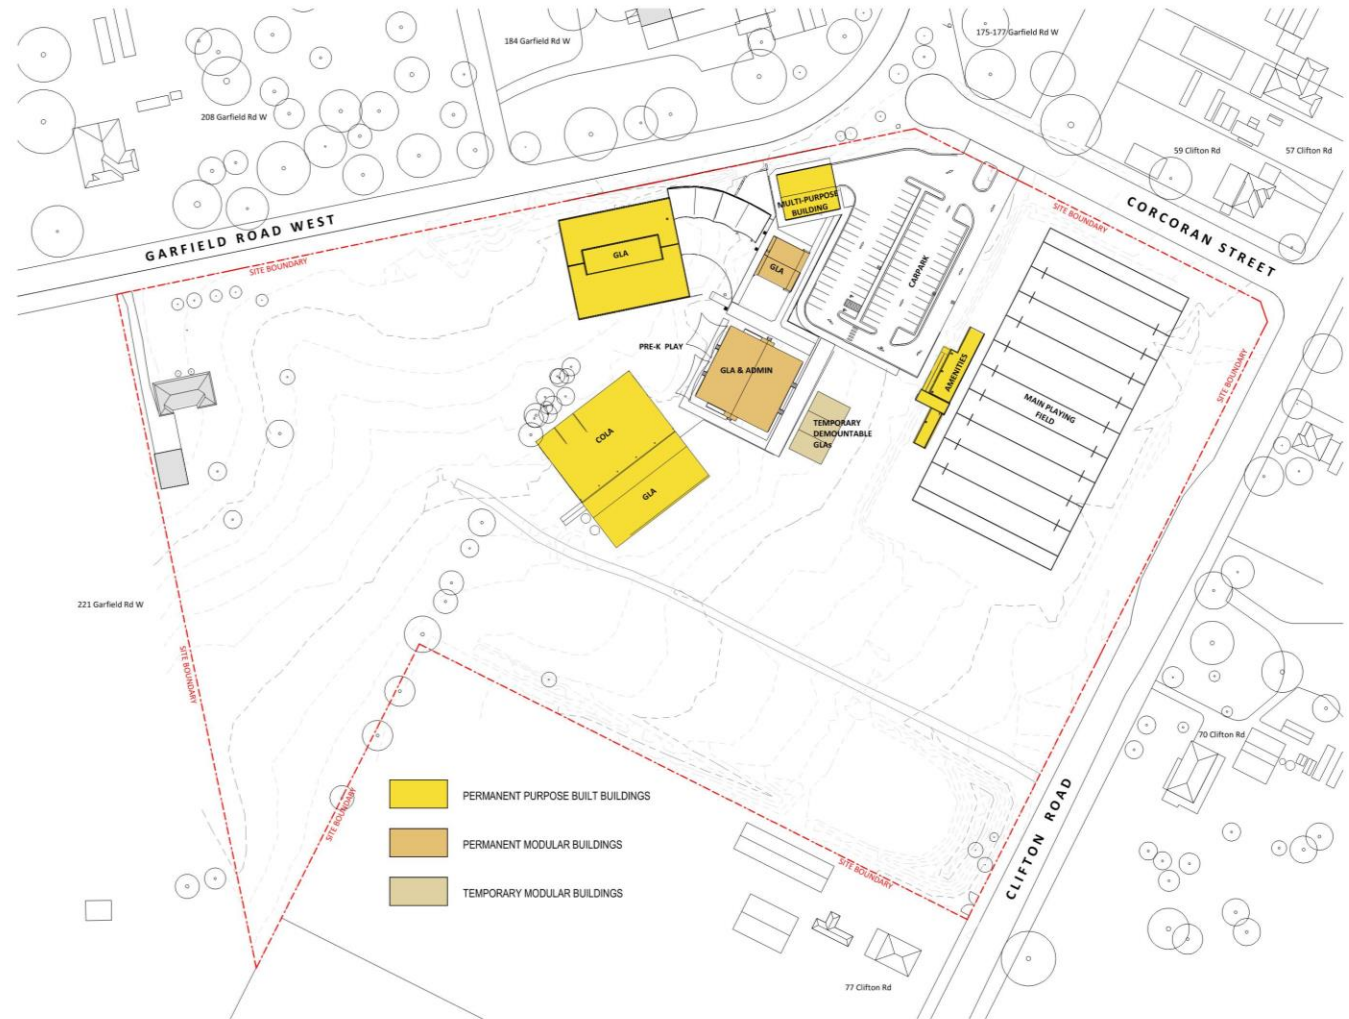 184 Garfield Rd W
175-177 Garfield Rd W
208 Garfield Rd W
59 Clifton Rd
57 Clifton Rd
GARFIELD ROAD WEST
CORCORAN STREET
SITE BOUNDARY
SITE BOUNDARY
MULTI-PURPOSE
BUILDING
GLA
GLA
CARPARK
PRE-K PLAY
GLA & ADMIN
AMENITIES
MAIN PLAYING
FIELD
SITE BOUNDARY
TEMPORARY
DEMOUNTABLE
GLAs
COLA
GLA
221 Garfield Rd W
SITE BOUNDARY
70 Clifton Rd
PERMANENT PURPOSE BUILT BUILDINGS
SITE BOUNDARY
PERMANENT MODULAR BUILDINGS
TEMPORARY MODULAR BUILDINGS
SITE BOUNDARY
CLIFTON ROAD
77 Clifton Rd